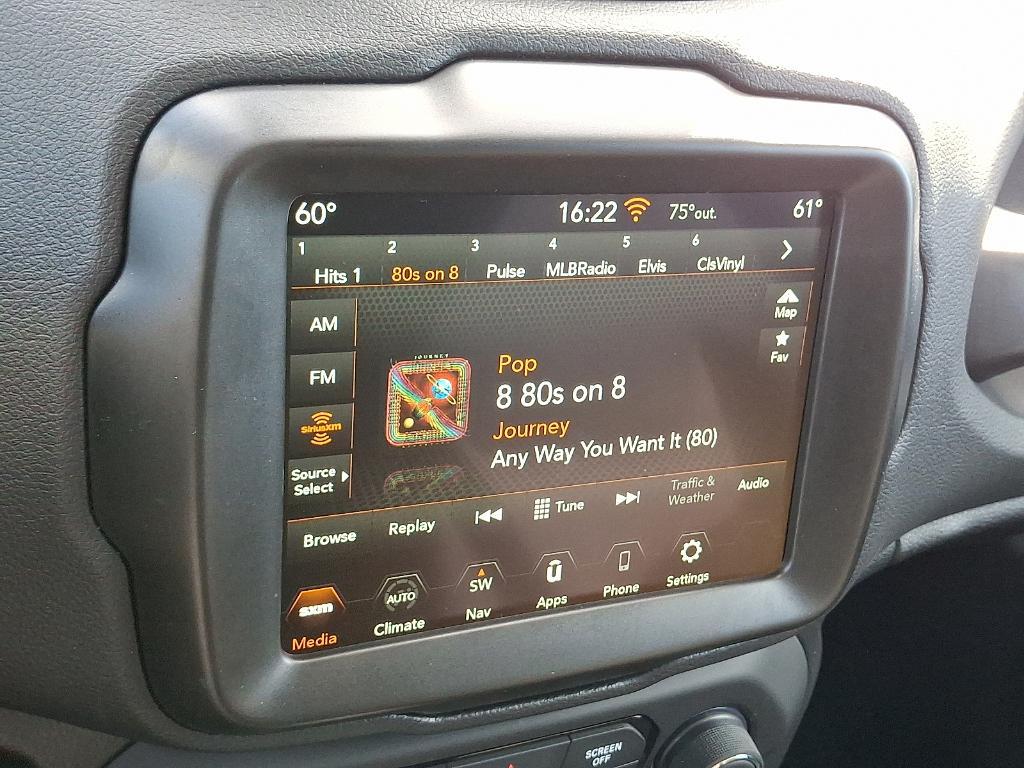 60° 16:22 75°out. 61°
1 2 3 4 5 6
Hits 1 80s on 8 Pulse MLBRadio Elvis ClsVinyl
AM
FM
SiriusXM
Source
Select
Map
Fav
JOURNEY
Pop
8 80s on 8
Journey
Any Way You Want It (80)
Browse Replay Tune Traffic & Weather Audio
sxm AUTO SW u
Media Climate Nav Apps Phone Settings
SCREEN
OFF